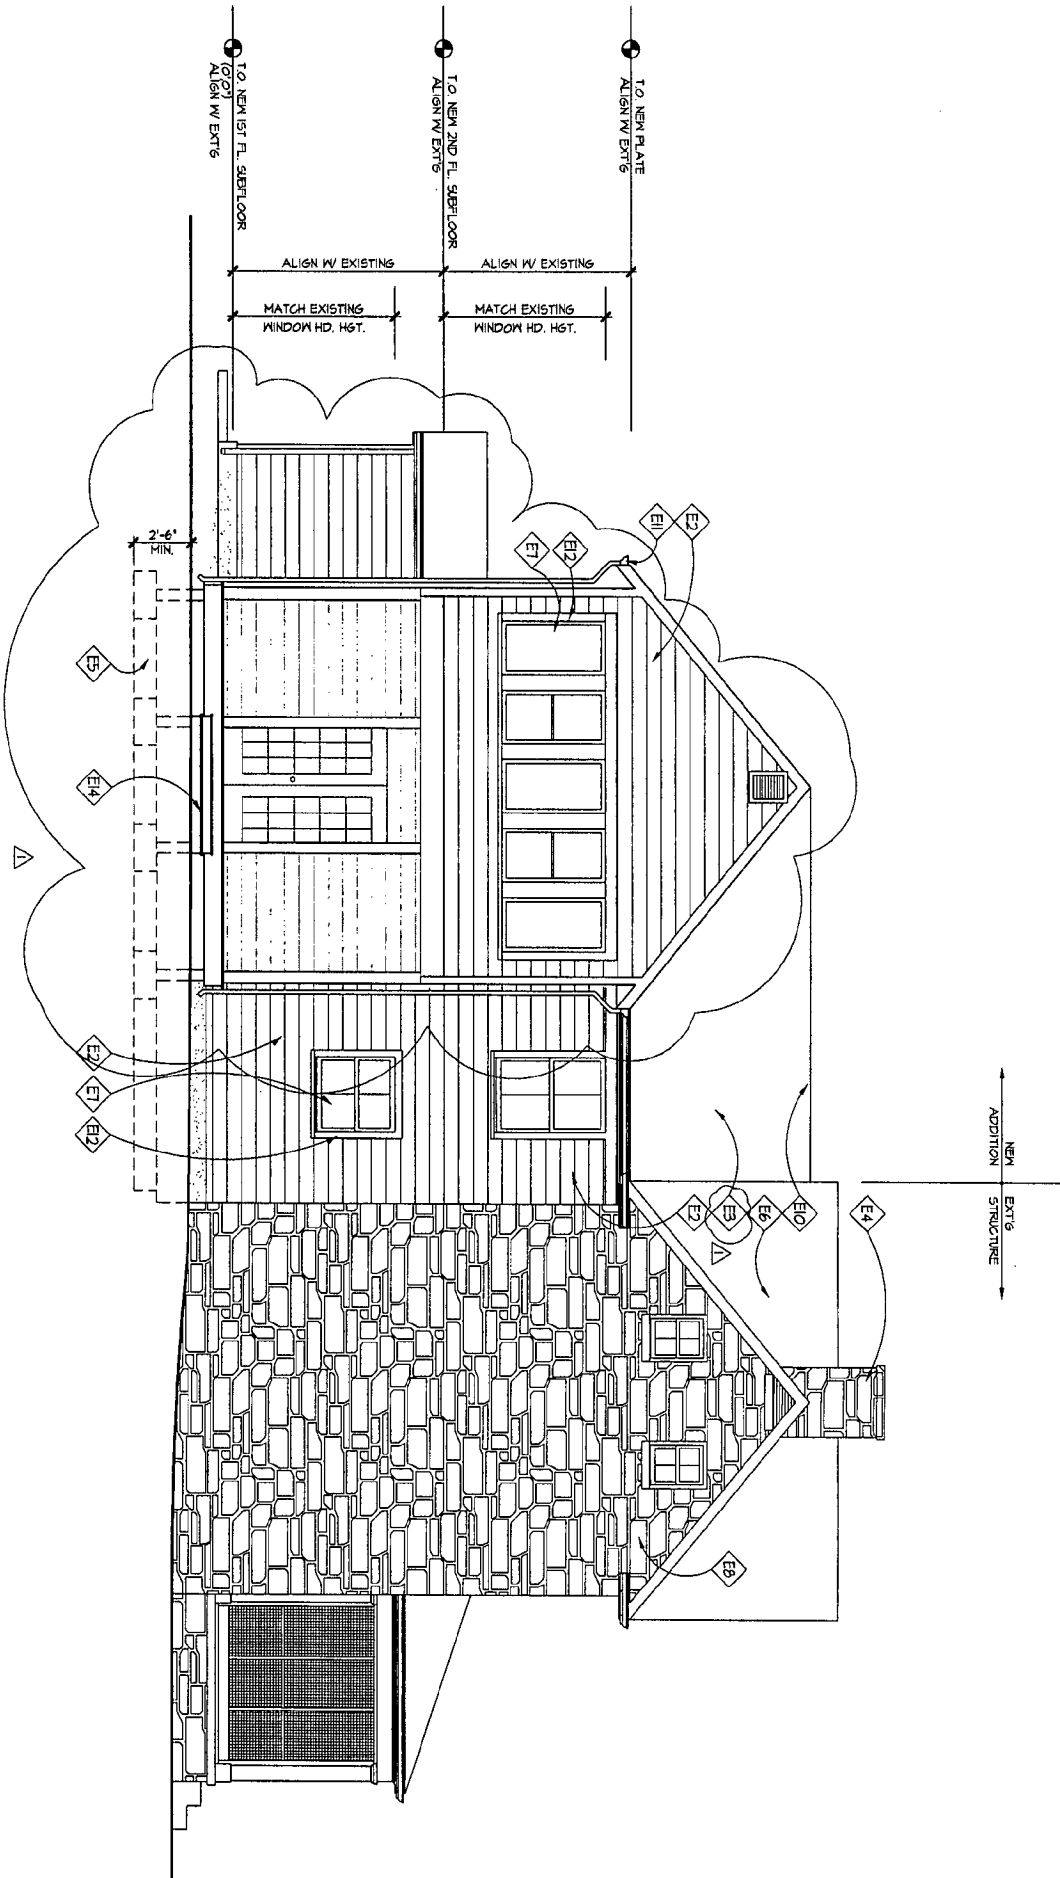 T.O. NEW PLATE
ALIGN W/ EXT'G
T.O. NEW 2ND FL. SUBFLOOR
ALIGN W/ EXT'G
T.O. NEW 1ST FL. SUBFLOOR
(0'0")
ALIGN W/ EXT'G
ALIGN W/ EXISTING
ALIGN W/ EXISTING
MATCH EXISTING
WINDOW HD. HGT.
MATCH EXISTING
WINDOW HD. HGT.
2'-6"
MIN.
E2
E11
E12
E7
E5
E14
1
E2
E7
E12
NEW
ADDITION
EXT'G
STRUCTURE
E4
E10
E6
E3
E2
1
E8